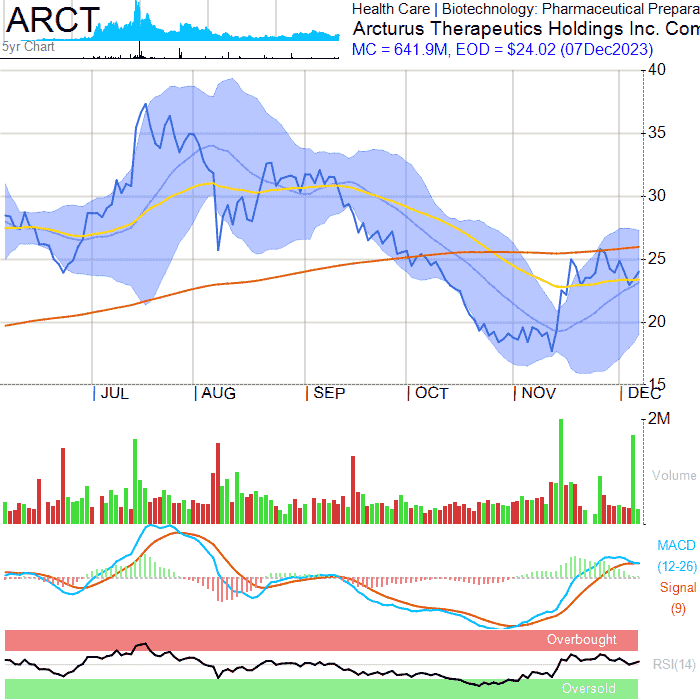 ARCT
5yr Chart
Health Care | Biotechnology: Pharmaceutical Prepara
Arcturus Therapeutics Holdings Inc. Com
MC = 641.9M, EOD = $24.02 (07Dec2023)
40
35
30
25
20
15
JUL
AUG
SEP
OCT
NOV
DEC
2M
Volume
MACD
(12-26)
Signal
(9)
Overbought
RSI(14)
Oversold